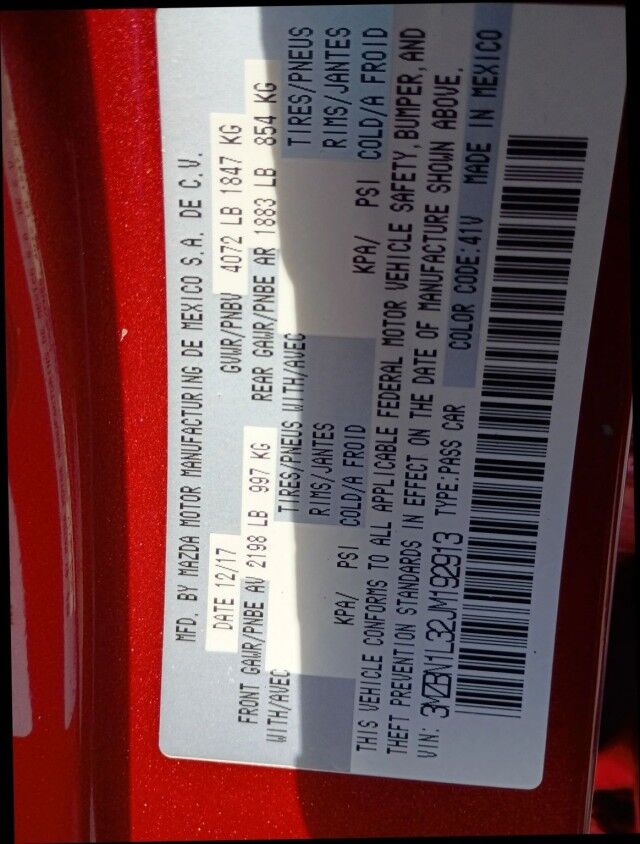 MFD. BY MAZDA MOTOR MANUFACTURING DE MEXICO S.A. DE C.V.
DATE 12/17 GVWR/PNBV 4072 LB 1847 KG
FRONT GAWR/PNBE AV 2198 LB 997 KG REAR GAWR/PNBE AR 1883 LB 854 KG
WITH/AVEC TIRES/PNEUS WITH/AVEC TIRES/PNEUS
RIMS/JANTES RIMS/JANTES
KPA/ PSI COLD/A FROID KPA/ PSI COLD/A FROID
THIS VEHICLE CONFORMS TO ALL APPLICABLE FEDERAL MOTOR VEHICLE SAFETY, BUMPER, AND
THEFT PREVENTION STANDARDS IN EFFECT ON THE DATE OF MANUFACTURE SHOWN ABOVE.
VIN: 3MZBN1L32JM192913 TYPE:PASS CAR COLOR CODE:41V MADE IN MEXICO